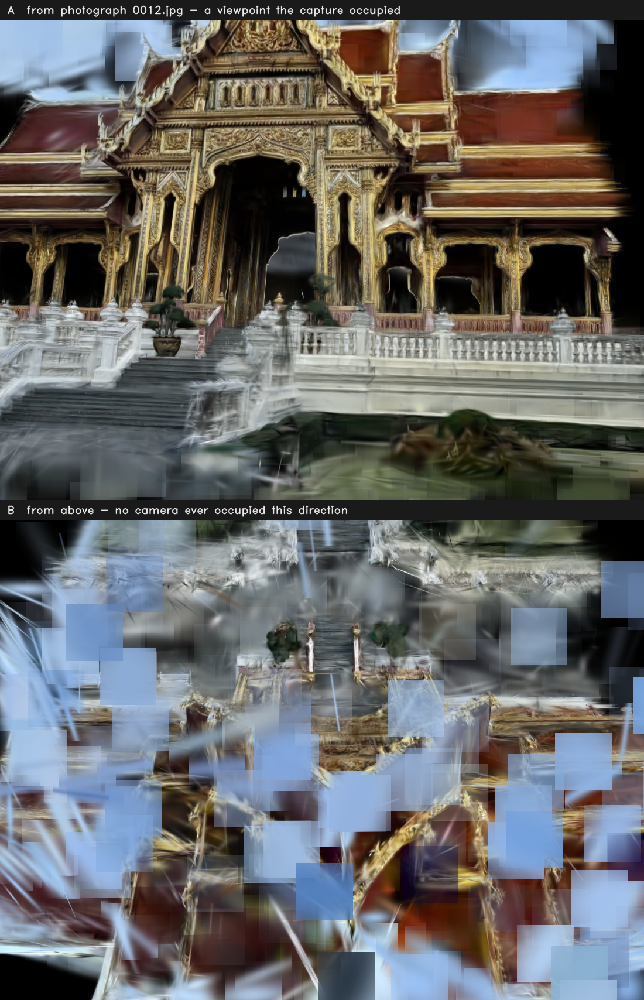 A from photograph 0012.jpg – a viewpoint the capture occupied
B from above – no camera ever occupied this direction